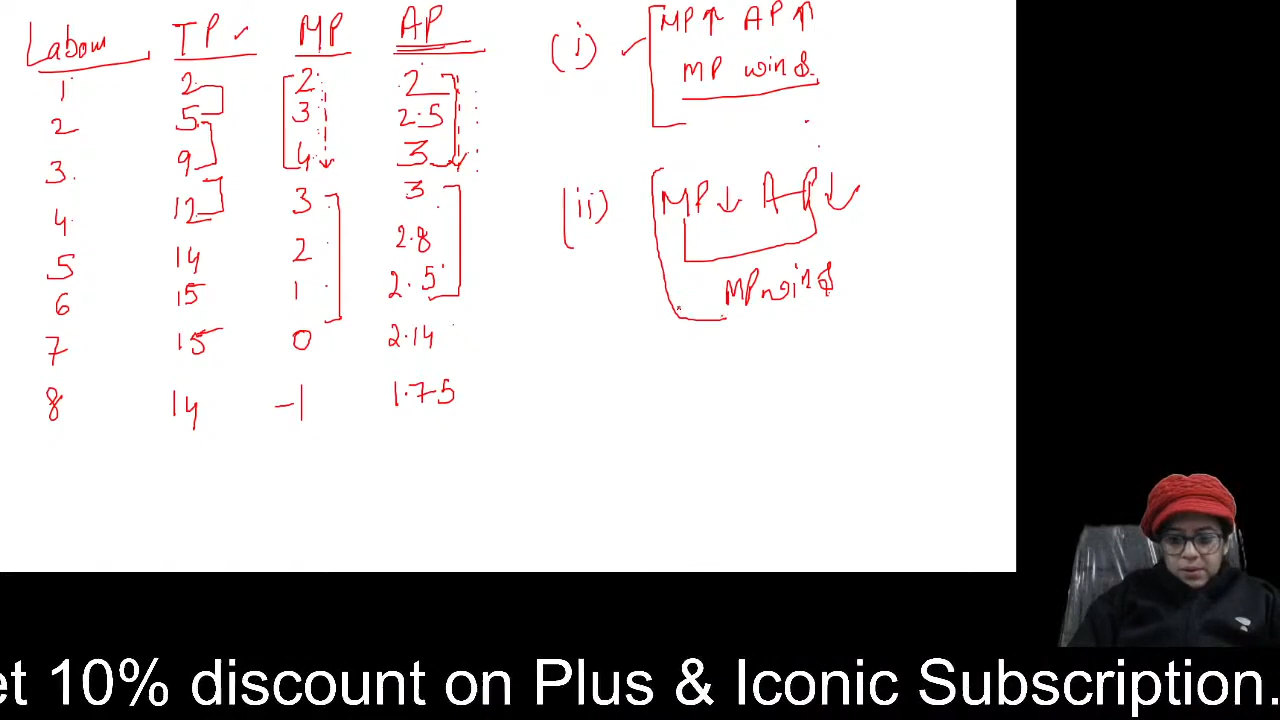 Labour TP ✓ MP AP
1 2 2 2
2 5 3 2.5
3 9 4 3
4 12 3 3
5 14 2 2.8
6 15 1 2.5
7 15 0 2.14
8 14 -1 1.75
(i) ✓ MP↑ AP↑
MP wins
(ii) MP↓ AP↓
MP wins
et 10% discount on Plus & Iconic Subscription.